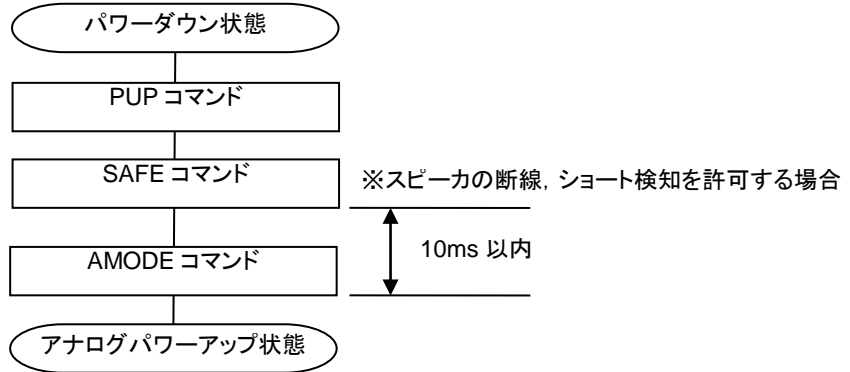 パワーダウン状態
PUP コマンド
SAFE コマンド
※スピーカの断線，ショート検知を許可する場合
10ms 以内
AMODE コマンド
アナログパワーアップ状態